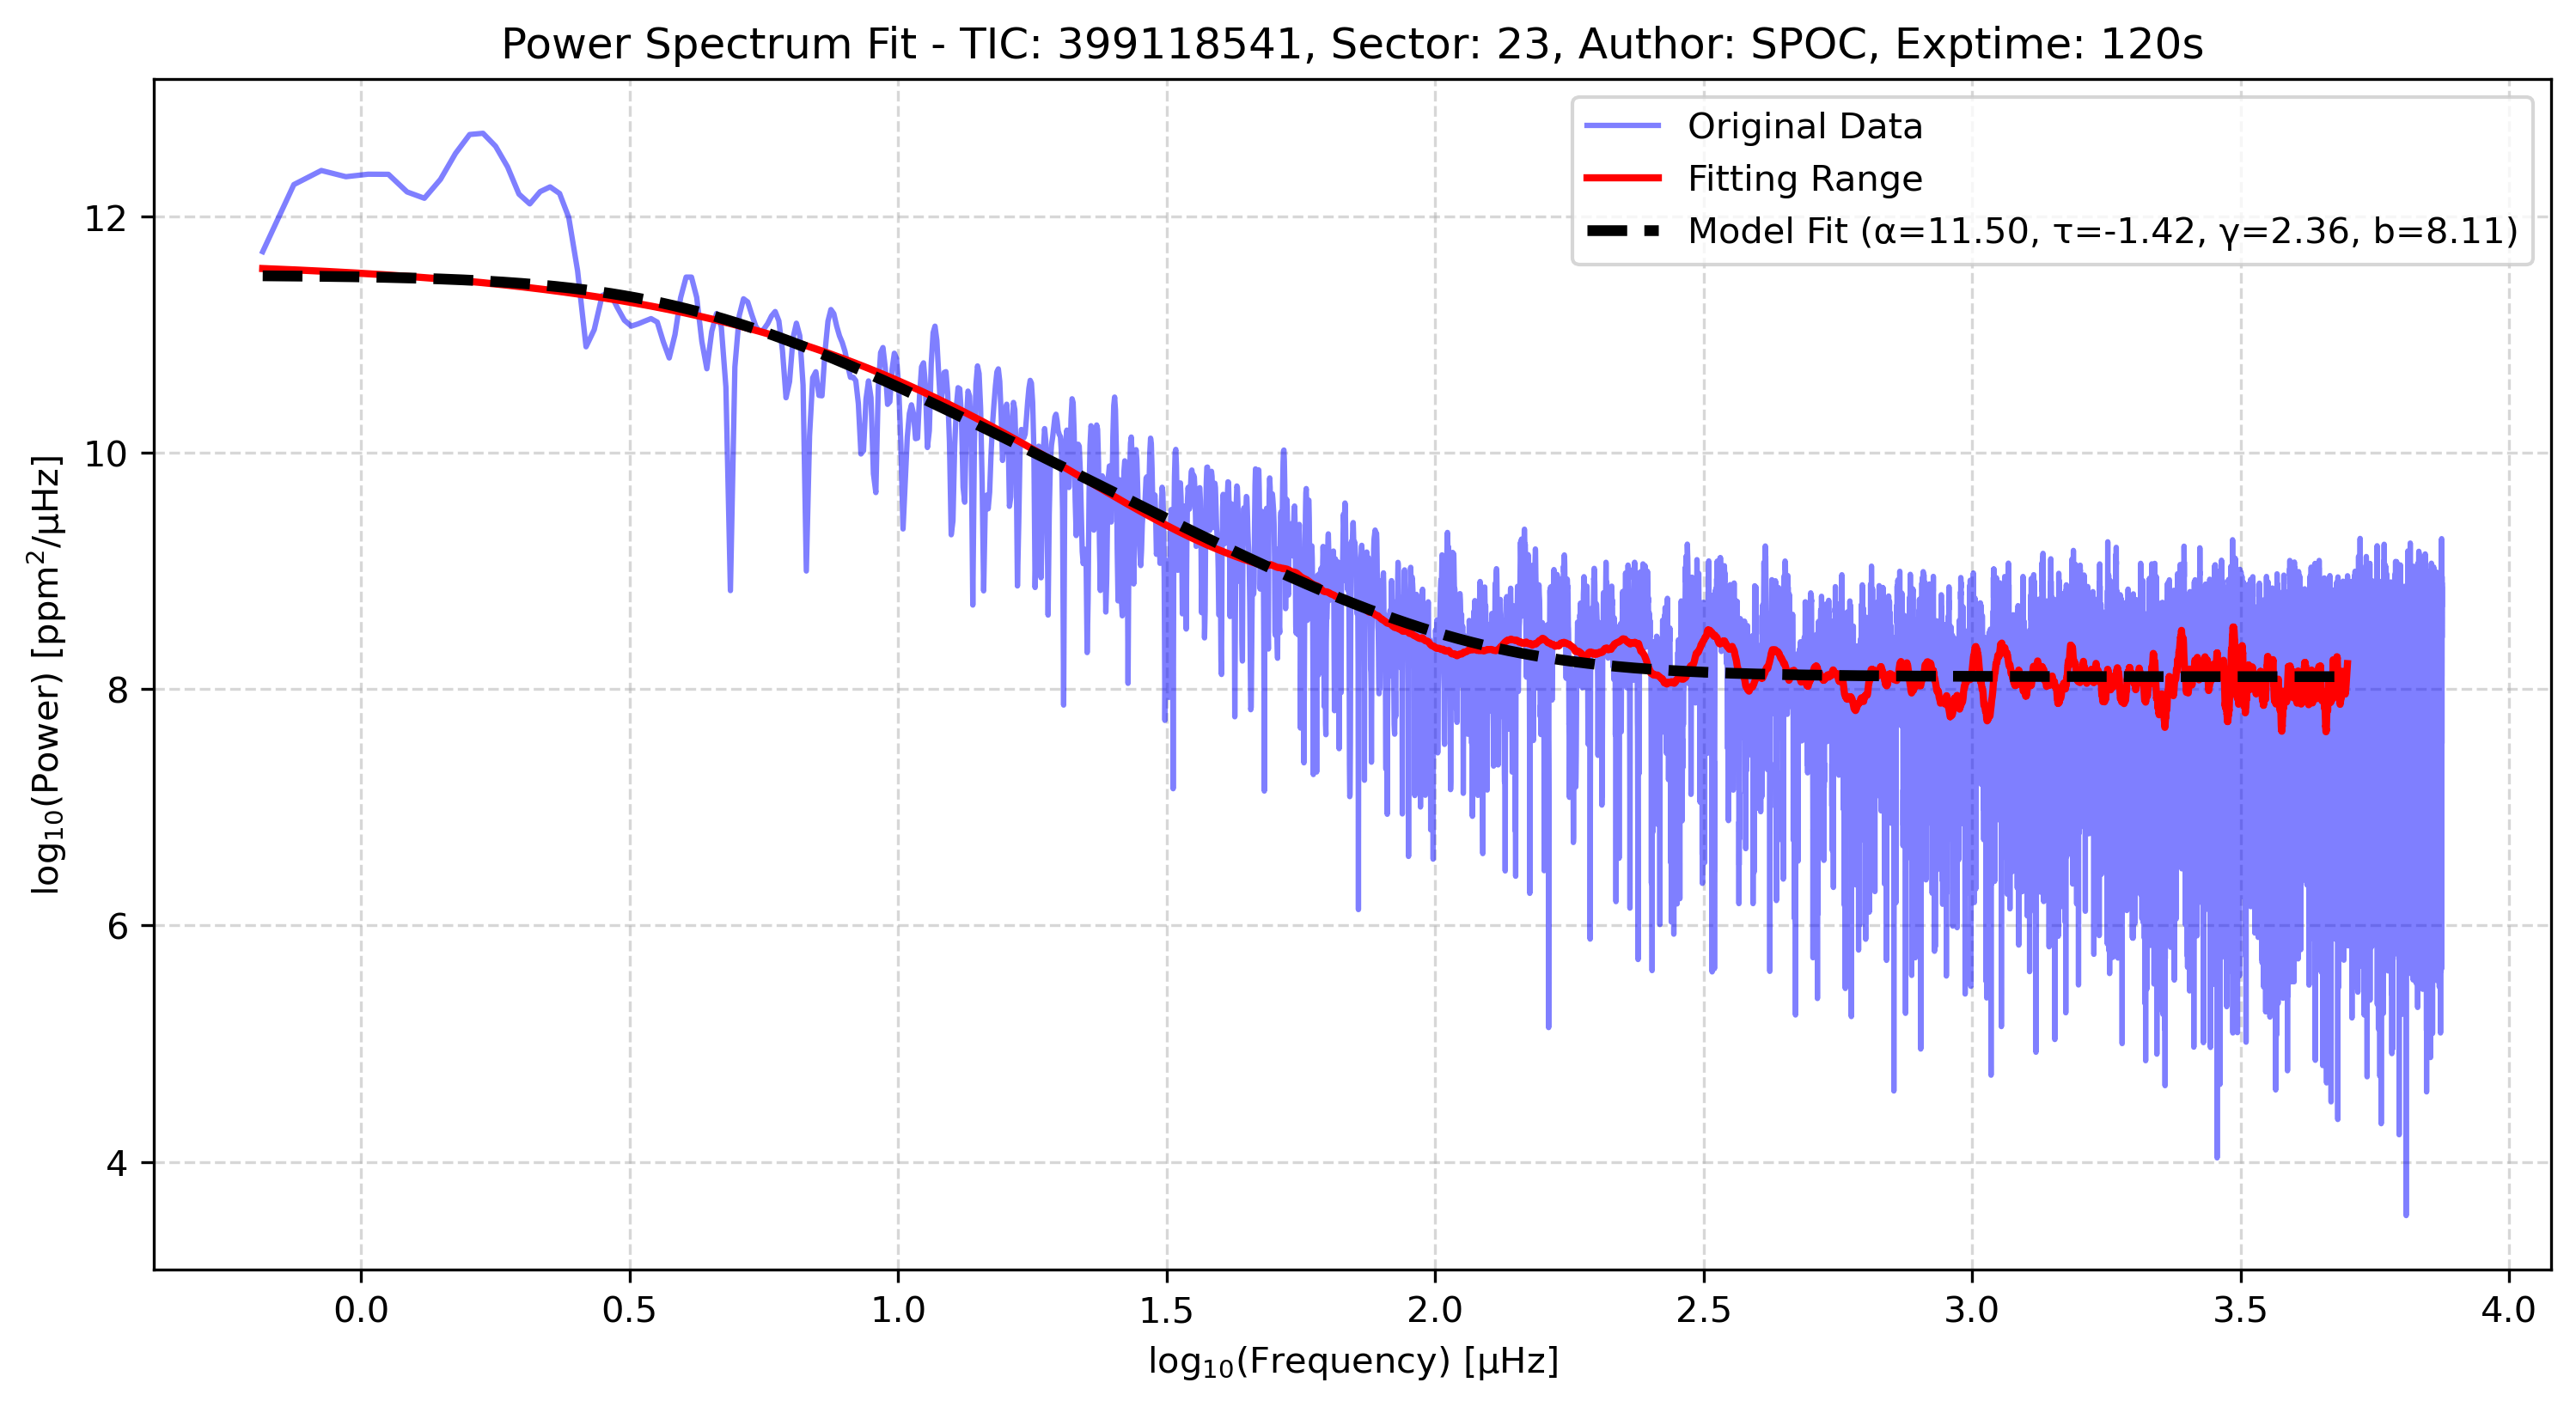 Power Spectrum Fit - TIC: 399118541, Sector: 23, Author: SPOC, Exptime: 120s
Original Data
Fitting Range
Model Fit (α=11.50, τ=-1.42, γ=2.36, b=8.11)
log₁₀(Power) [ppm²/μHz]
12
10
8
6
4
0.0 0.5 1.0 1.5 2.0 2.5 3.0 3.5 4.0
log₁₀(Frequency) [μHz]